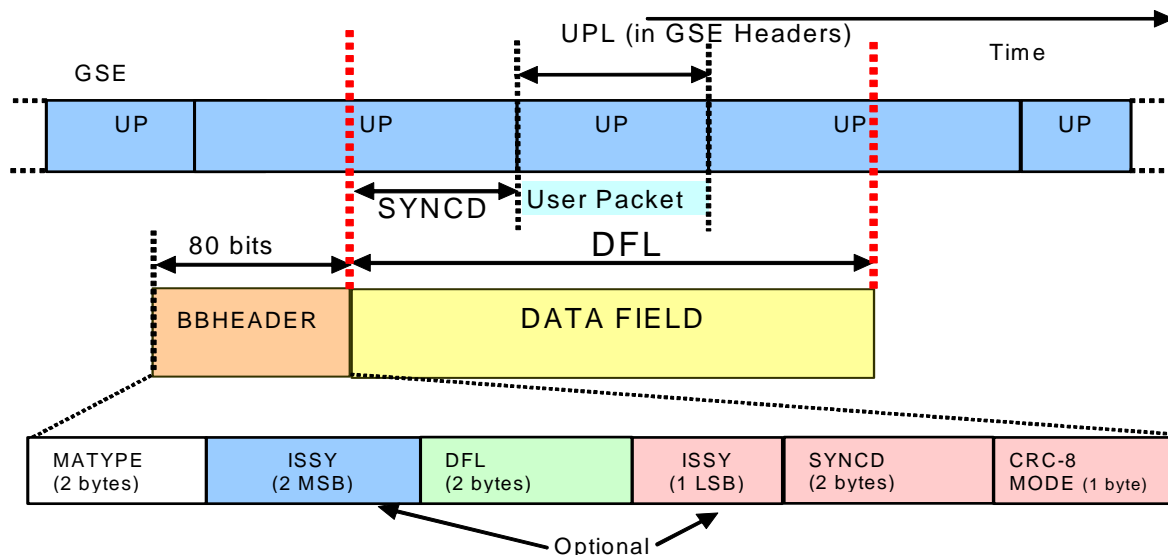 UPL (in GSE Headers)
Time
GSE
UP UP UP UP UP
SYNCD
User Packet
80 bits
DFL
BBHEADER
DATA FIELD
MATYPE
(2 bytes)
ISSY
(2 MSB)
DFL
(2 bytes)
ISSY
(1 LSB)
SYNCD
(2 bytes)
CRC-8
MODE (1 byte)
Optional